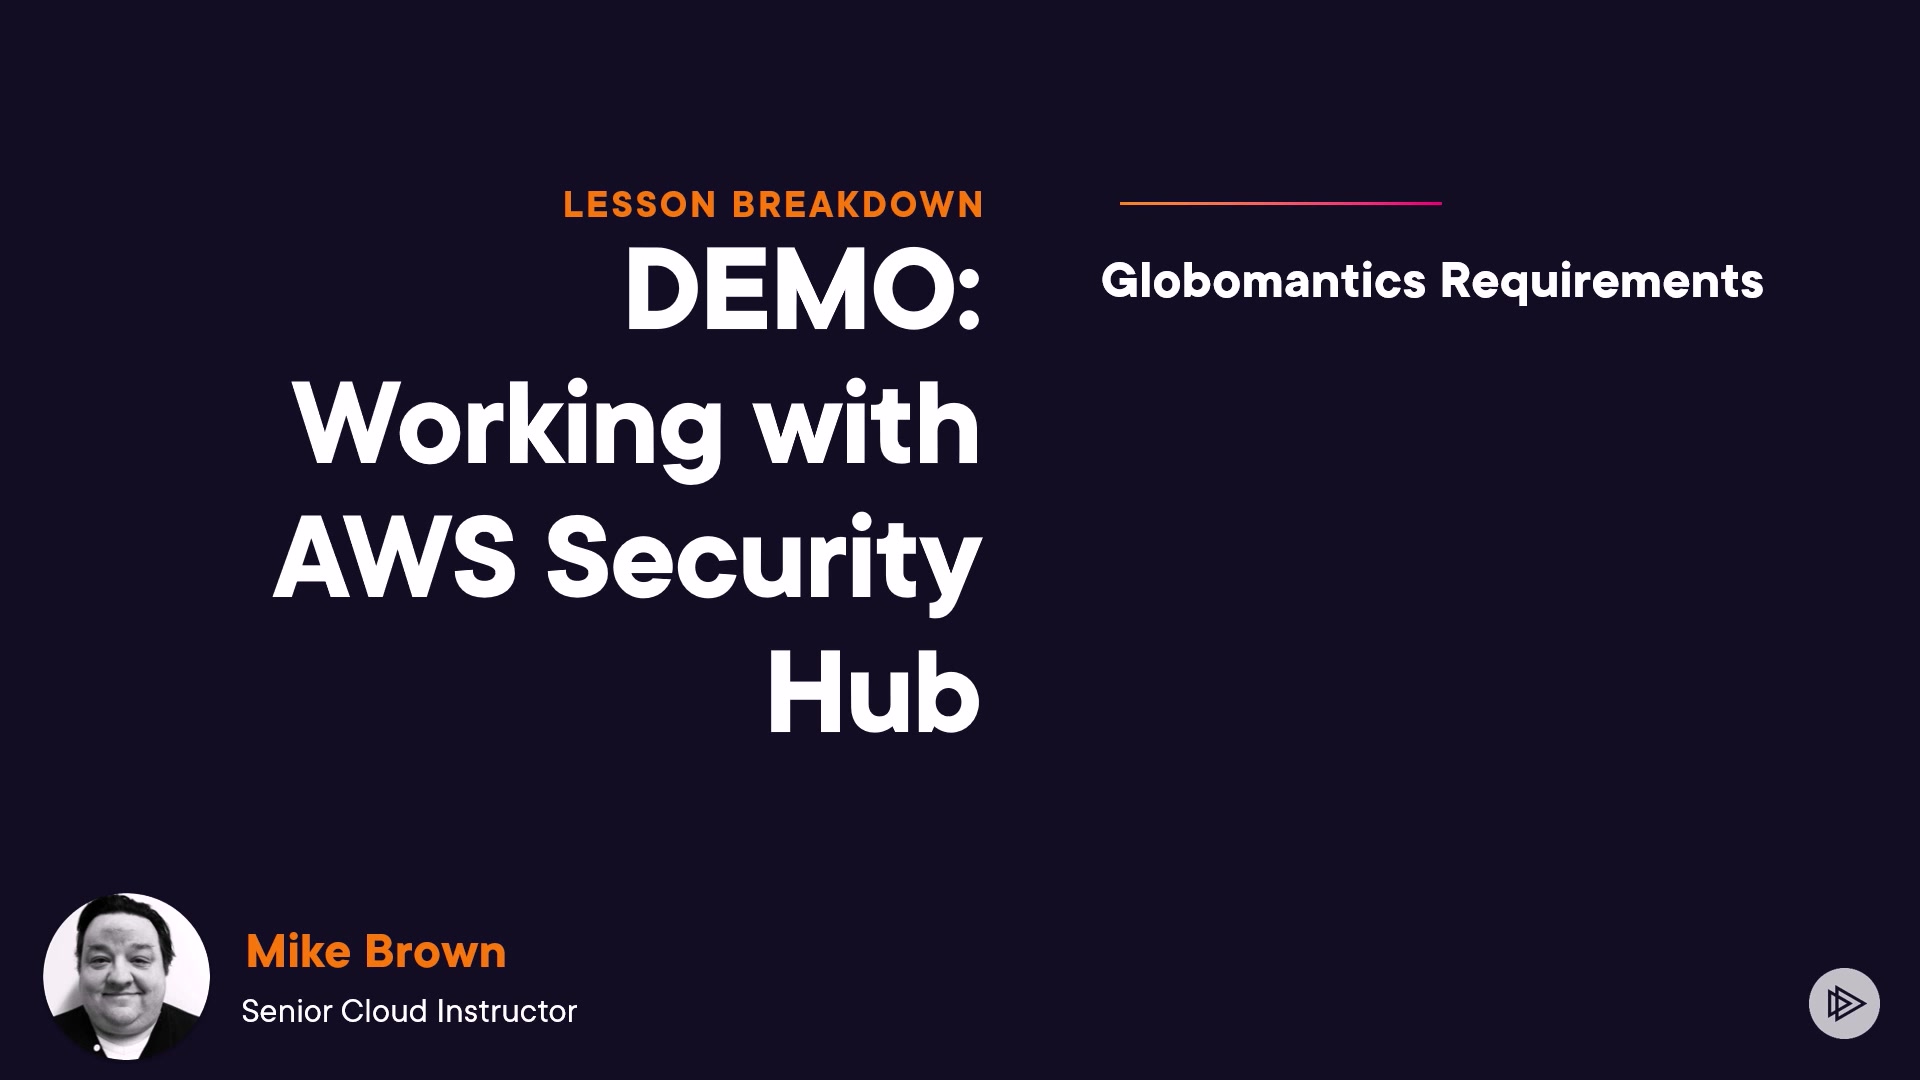 LESSON BREAKDOWN
DEMO:
Working with
AWS Security
Hub
Globomantics Requirements
Mike Brown
Senior Cloud Instructor